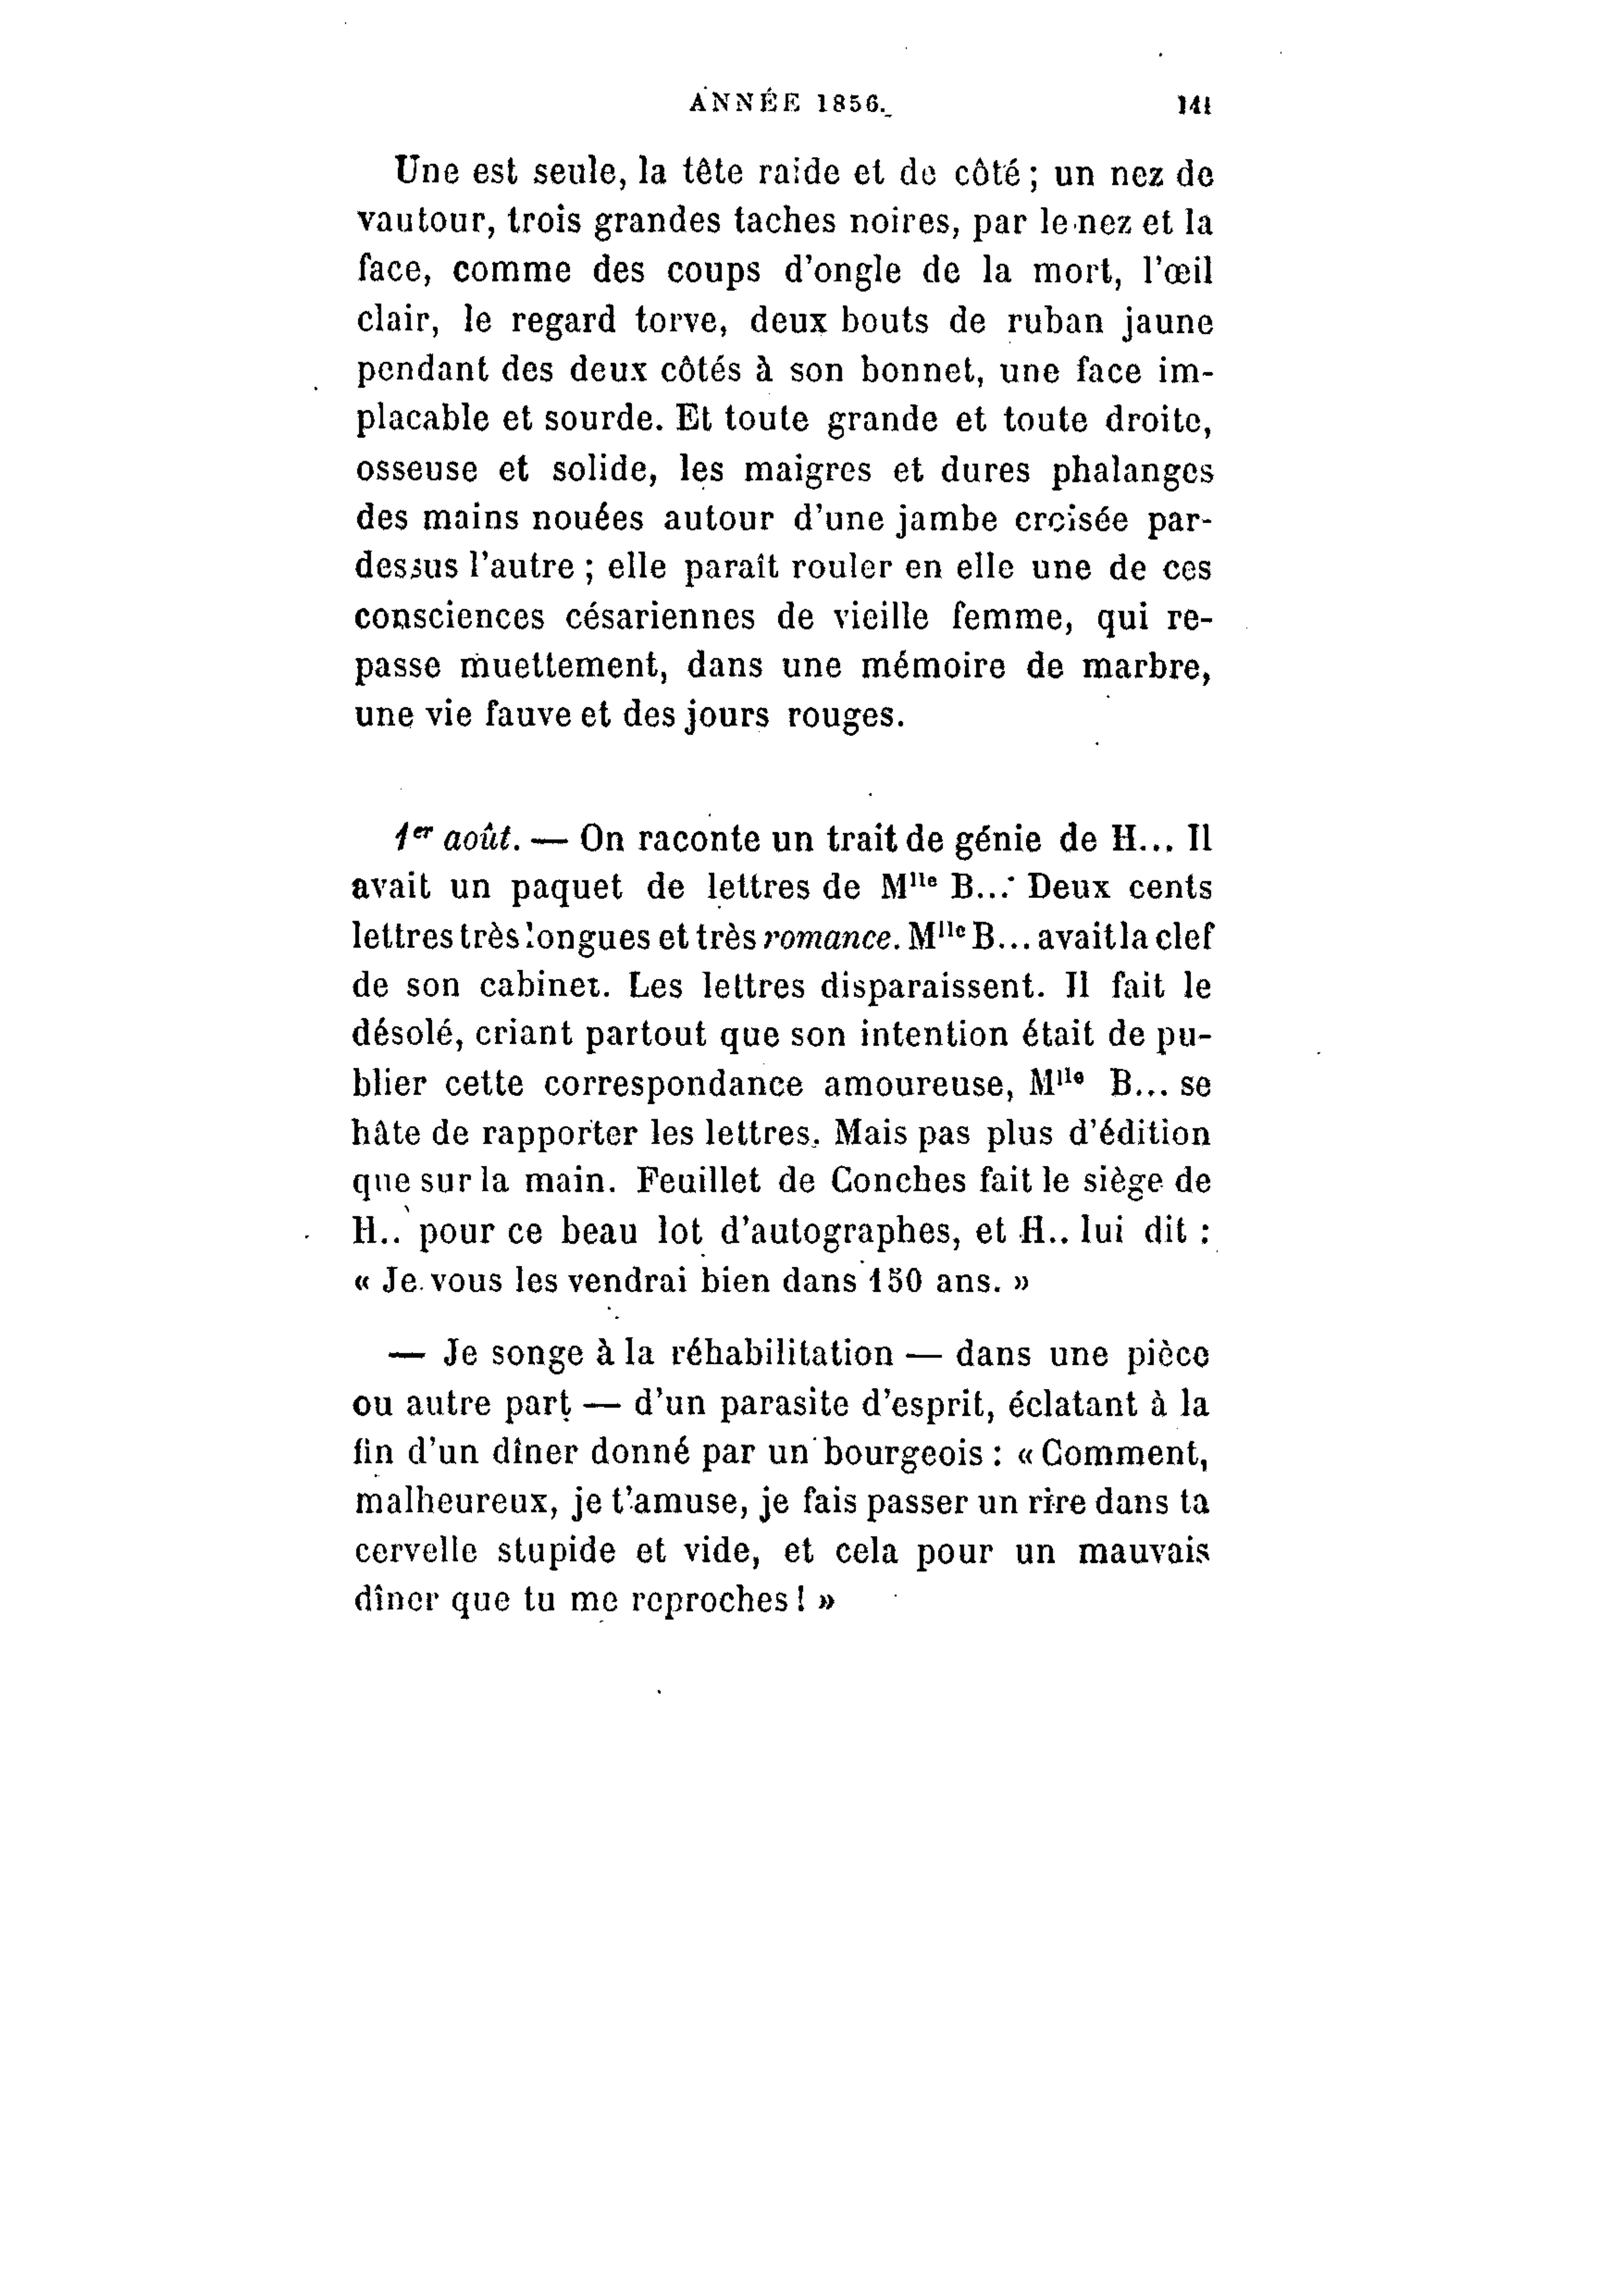 ANNÉE 1856. 141
Une est seule, la tête raide et de côté ; un nez de
vautour, trois grandes taches noires, par le nez et la
face, comme des coups d'ongle de la mort, l'œil
clair, le regard torve, deux bouts de ruban jaune
pendant des deux côtés à son bonnet, une face im-
placable et sourde. Et toute grande et toute droite,
osseuse et solide, les maigres et dures phalanges
des mains nouées autour d'une jambe croisée par-
dessus l'autre ; elle paraît rouler en elle une de ces
consciences césariennes de vieille femme, qui re-
passe muettement, dans une mémoire de marbre,
une vie fauve et des jours rouges.
1er août. — On raconte un trait de génie de H... Il
avait un paquet de lettres de Mlle B... Deux cents
lettres très longues et très romance. Mlle B... avait la clef
de son cabinet. Les lettres disparaissent. Il fait le
désolé, criant partout que son intention était de pu-
blier cette correspondance amoureuse, Mlle B... se
hâte de rapporter les lettres. Mais pas plus d'édition
que sur la main. Feuillet de Conches fait le siège de
H.. pour ce beau lot d'autographes, et H.. lui dit :
« Je vous les vendrai bien dans 150 ans. »
— Je songe à la réhabilitation — dans une pièce
ou autre part — d'un parasite d'esprit, éclatant à la
fin d'un dîner donné par un bourgeois : « Comment,
malheureux, je t'amuse, je fais passer un rire dans ta
cervelle stupide et vide, et cela pour un mauvais
dîner que tu me reproches ! »